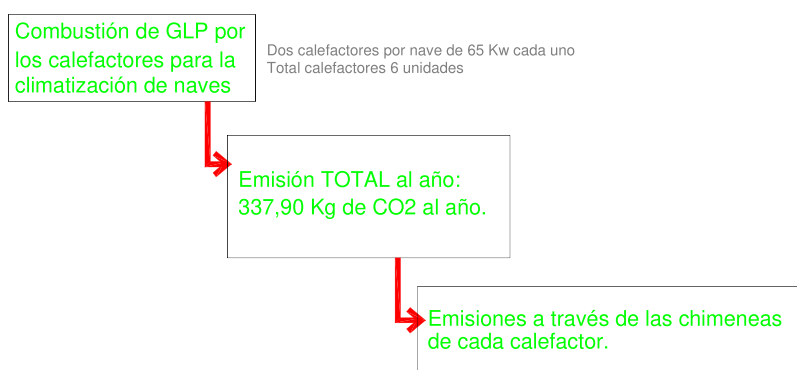 Combustión de GLP por
los calefactores para la
climatización de naves
Dos calefactores por nave de 65 Kw cada uno
Total calefactores 6 unidades
Emisión TOTAL al año:
337,90 Kg de CO2 al año.
Emisiones a través de las chimeneas
de cada calefactor.